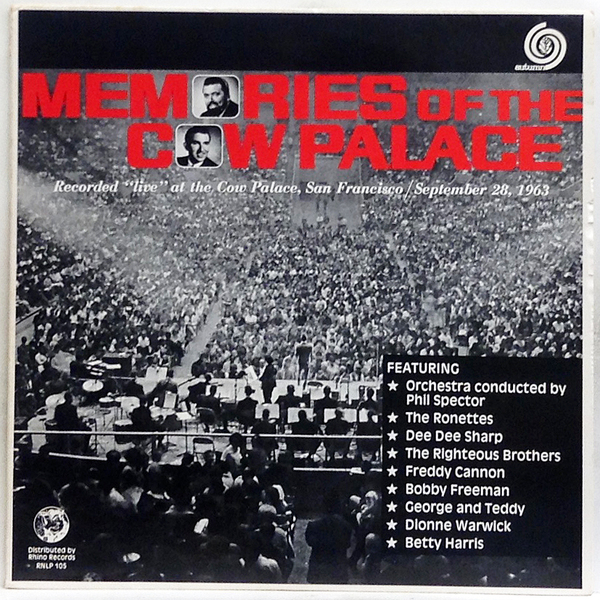 autumn
MEMORIES OF THE
COW PALACE
Recorded "live" at the Cow Palace, San Francisco/September 28, 1963
FEATURING
★ Orchestra conducted by
Phil Spector
★ The Ronettes
★ Dee Dee Sharp
★ The Righteous Brothers
★ Freddy Cannon
★ Bobby Freeman
★ George and Teddy
★ Dionne Warwick
★ Betty Harris
Distributed by
Rhino Records
RNLP 105